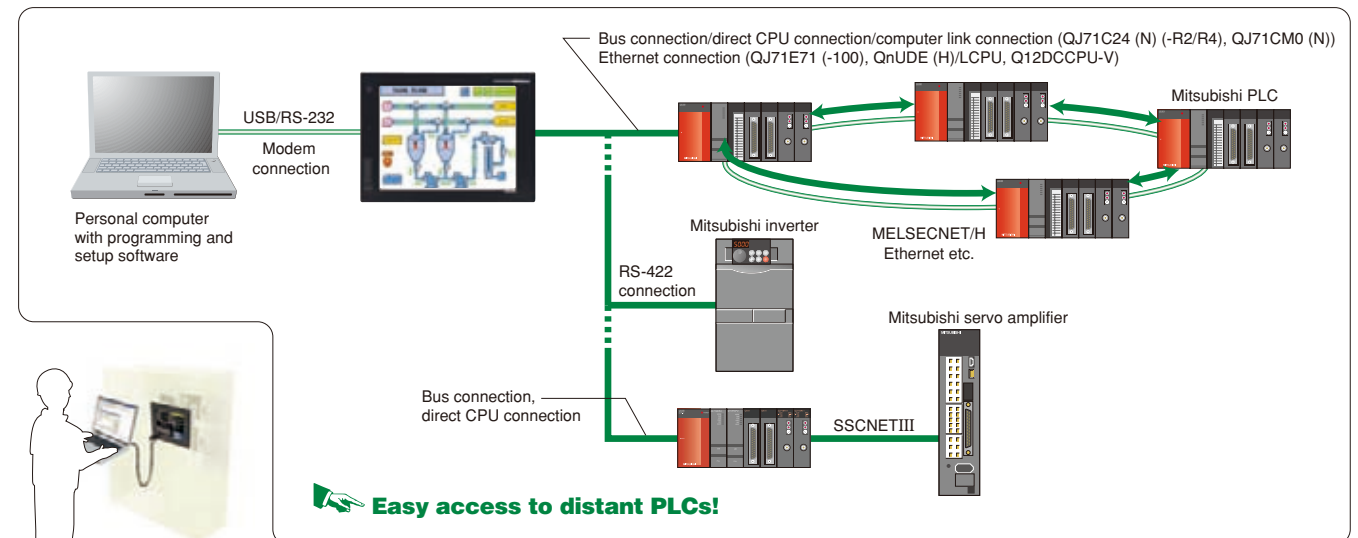 Bus connection/direct CPU connection/computer link connection (QJ71C24 (N) (-R2/R4), QJ71CM0 (N))
Ethernet connection (QJ71E71 (-100), QnUDE (H)/LCPU, Q12DCCPU-V)
Mitsubishi PLC
USB/RS-232
Modem
connection
Personal computer
with programming and
setup software
MELSECNET/H
Ethernet etc.
Mitsubishi inverter
5000
RS-422
connection
Mitsubishi servo amplifier
Bus connection,
direct CPU connection
SSCNETIII
Easy access to distant PLCs!